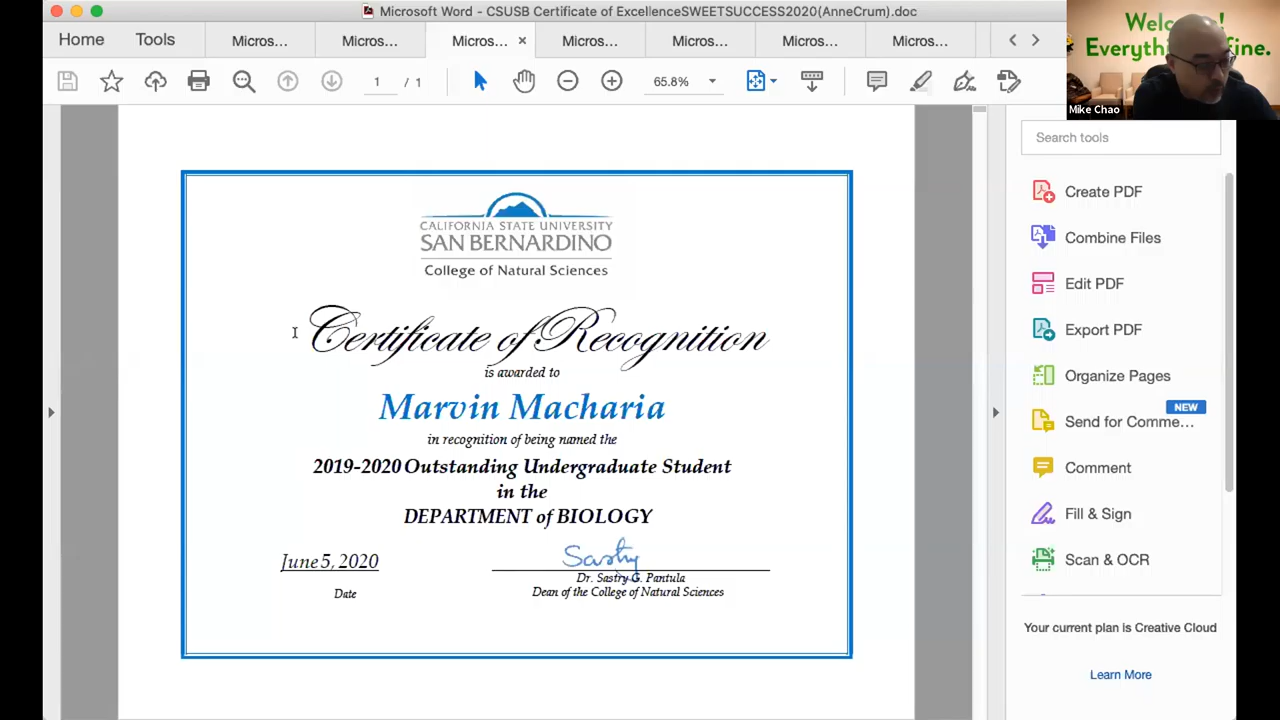 Microsoft Word - CSUSB Certificate of ExcellenceSWEETSUCCESS2020(AnneCrum).doc
Home Tools Micros... Micros... Micros... × Micros... Micros... Micros... Micros...
1 / 1 65.8%
Welcome!
Everything fine.
Mike Chao
Search tools
Create PDF
Combine Files
Edit PDF
Export PDF
Organize Pages
NEW
Send for Comme...
Comment
Fill & Sign
Scan & OCR
Your current plan is Creative Cloud
Learn More
CALIFORNIA STATE UNIVERSITY
SAN BERNARDINO
College of Natural Sciences
Certificate of Recognition
is awarded to
Marvin Macharia
in recognition of being named the
2019-2020 Outstanding Undergraduate Student
in the
DEPARTMENT of BIOLOGY
June 5, 2020
Date
Sastry
Dr. Sastry G. Pantula
Dean of the College of Natural Sciences